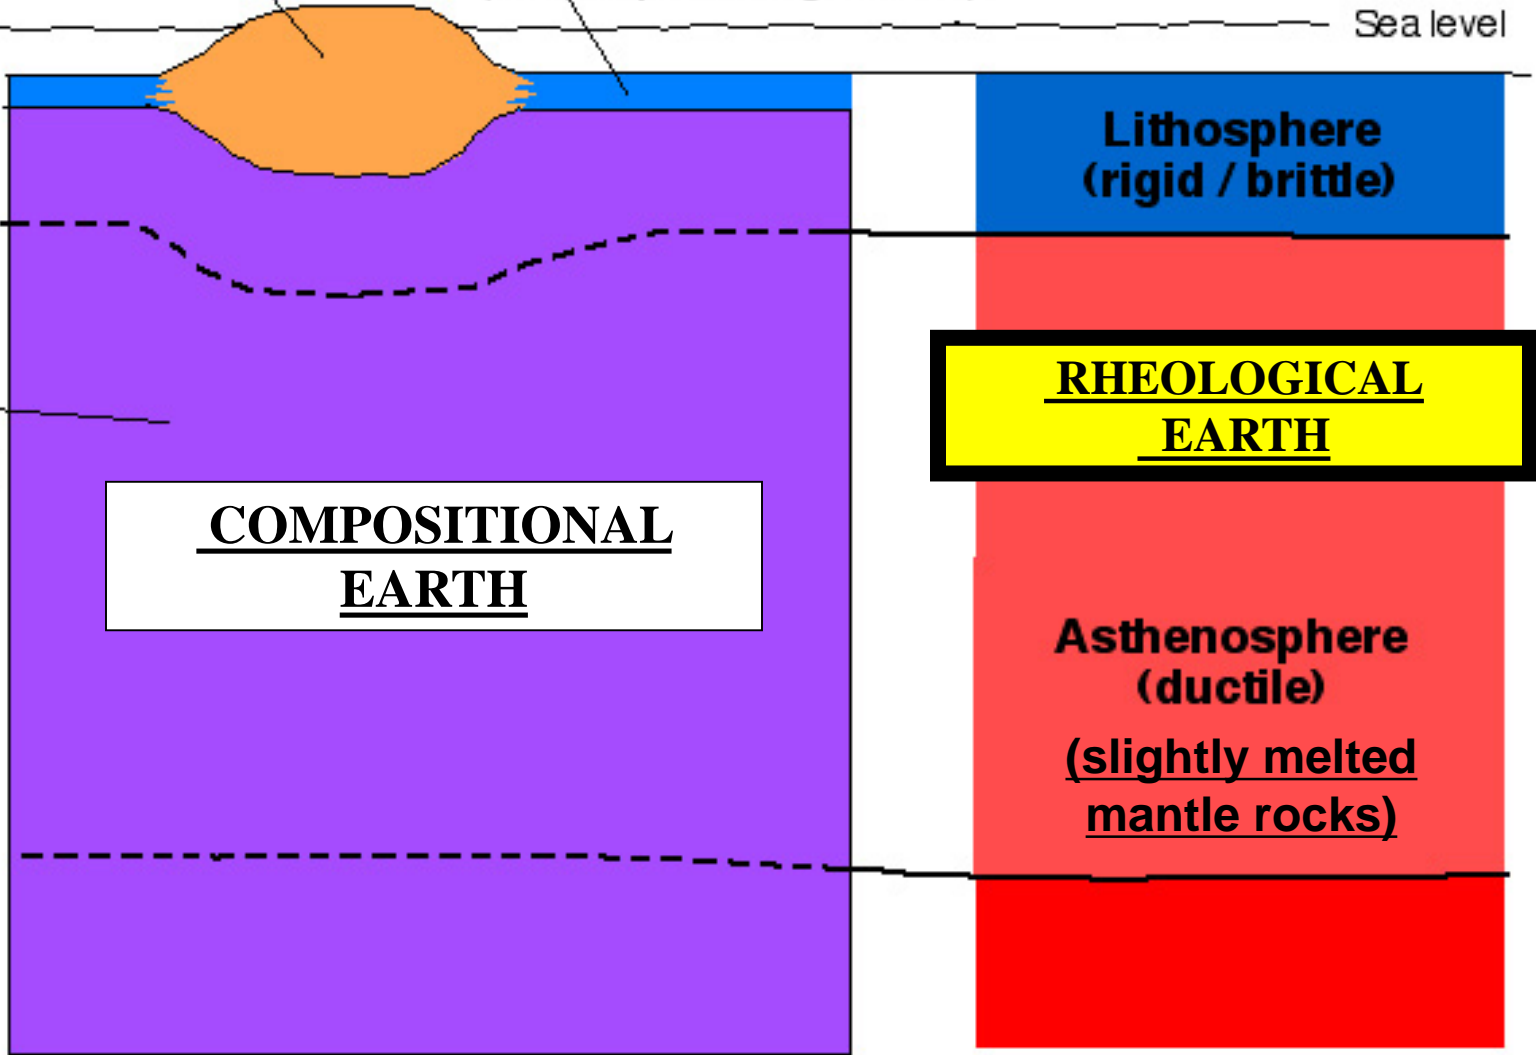 Sea level
Lithosphere
(rigid / brittle)
RHEOLOGICAL
EARTH
COMPOSITIONAL
EARTH
Asthenosphere
(ductile)
(slightly melted
mantle rocks)